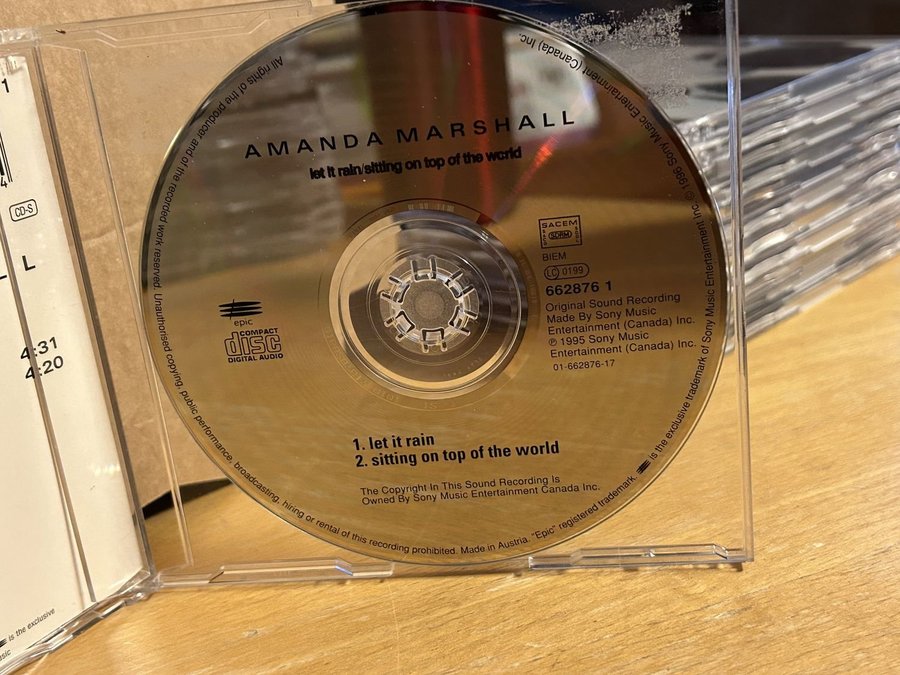 1
4
CD-S
L L
4:31
4:20
is the exclusive
AMANDA MARSHALL
let it rain/sitting on top of the world
epic
COMPACT
disc
DIGITAL AUDIO
SACEM
SDRM
BIEM
LC 0199
662876 1
Original Sound Recording
Made By Sony Music
Entertainment (Canada) Inc.
℗ 1995 Sony Music
Entertainment (Canada) Inc.
01-662876-17
1. let it rain
2. sitting on top of the world
The Copyright In This Sound Recording Is
Owned By Sony Music Entertainment Canada Inc.
All rights of the producer and of the recorded work reserved. Unauthorised copying, public performance, broadcasting, hiring or rental of this recording prohibited. Made in Austria. "Epic" registered trademark. is the exclusive trademark of Sony Music Entertainment Inc. © 1996 Sony Music Entertainment (Canada) Inc.